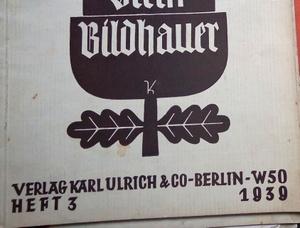 Bildhauer
K
VERLAG KARL ULRICH & CO-BERLIN-W50
HEFT 3 1939